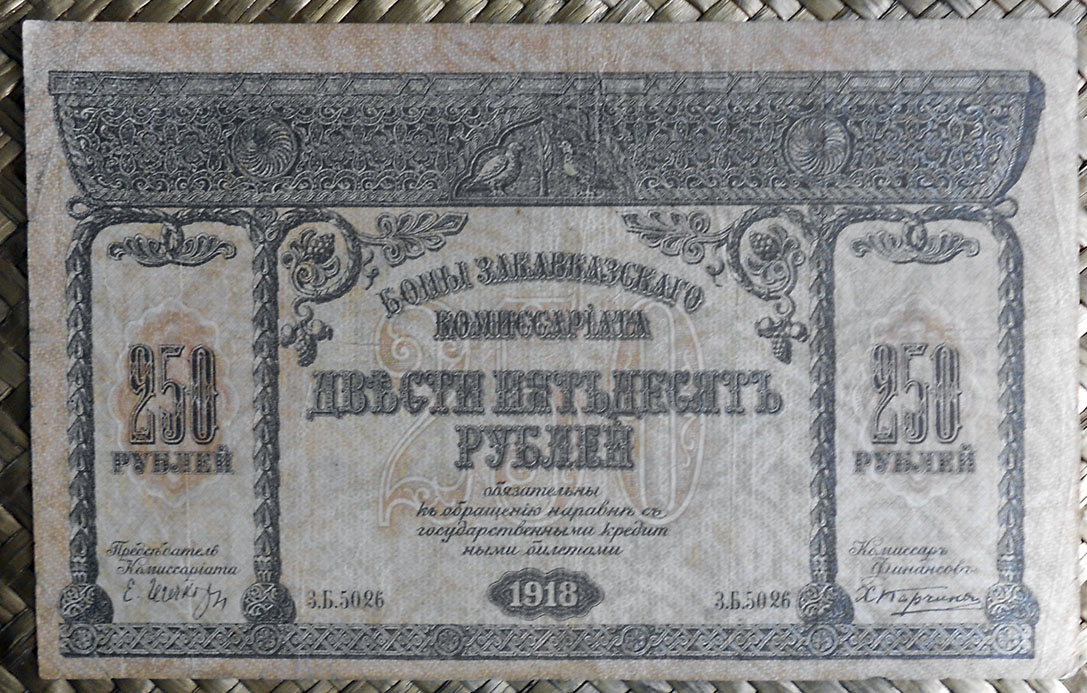 БОНЫ ЗАКАВКАЗСКАГО
КОМИССАРІАТА
ДВѢСТИ ПЯТЬДЕСЯТЪ
РУБЛЕЙ
250
РУБЛЕЙ
250
РУБЛЕЙ
250
обязательны
къ обращенію наравнѣ съ
государственными кредит
ными билетами
Предсѣдатель
Комиссаріата
Комиссаръ
Финансовъ
З.Б.5026
1918
З.Б.5026